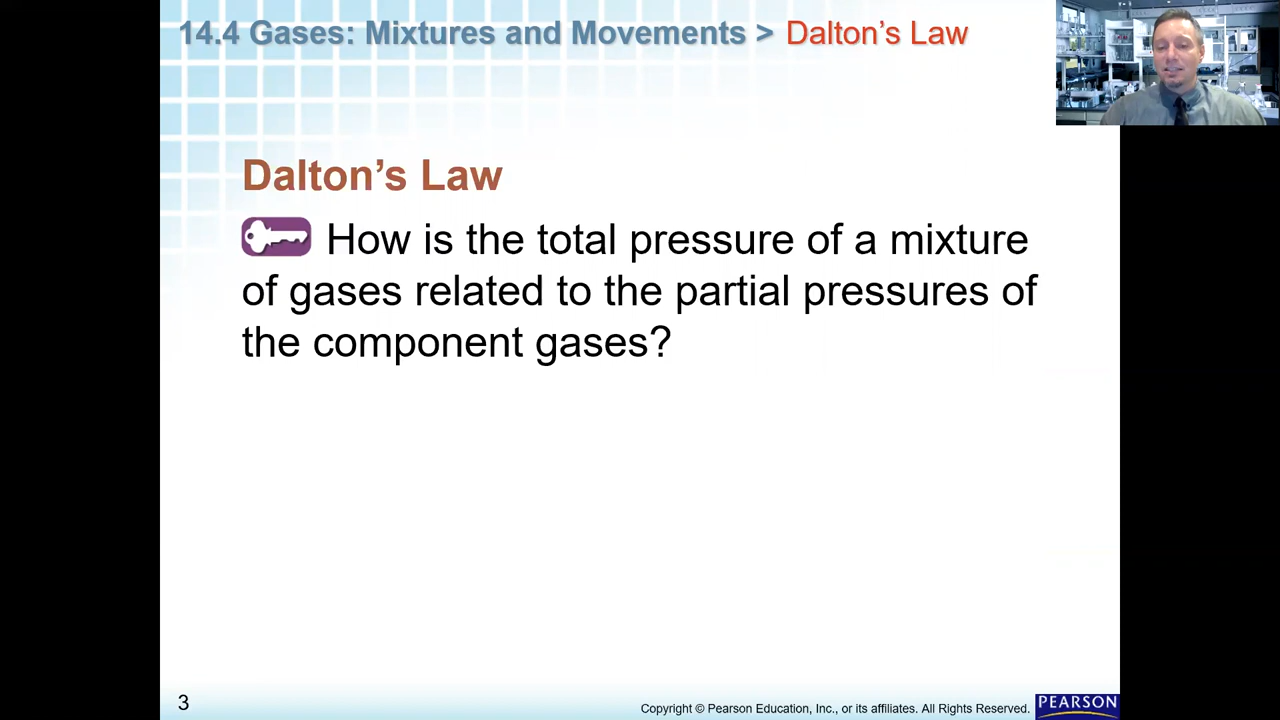 14.4 Gases: Mixtures and Movements > Dalton’s Law
Dalton’s Law
How is the total pressure of a mixture
of gases related to the partial pressures of
the component gases?
3
Copyright © Pearson Education, Inc., or its affiliates. All Rights Reserved.
PEARSON